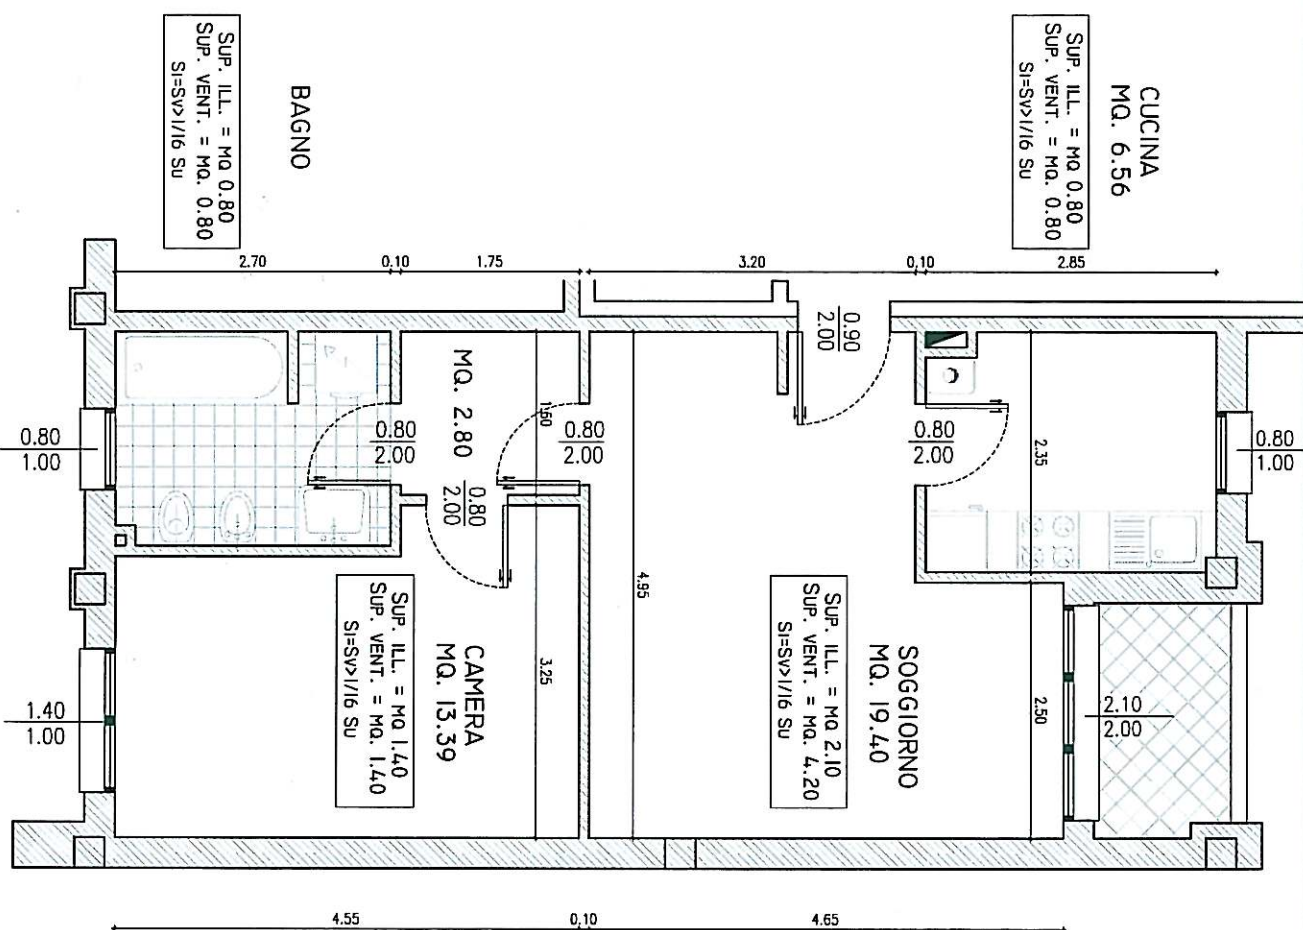 CUCINA
MQ. 6.56
SUP. ILL. = MQ 0.80
SUP. VENT. = MQ. 0.80
SI=SV>1/16 SU
BAGNO
SUP. ILL. = MQ 0.80
SUP. VENT. = MQ. 0.80
SI=SV>1/16 SU
2.70
0.10
1.75
3.20
0.10
2.85
0.90
2.00
MQ. 2.80
1.60
0.80
2.00
0.80
2.00
0.80
2.00
0.80
2.00
2.35
0.80
1.00
0.80
1.00
4.95
SOGGIORNO
MQ. 19.40
SUP. ILL. = MQ 2.10
SUP. VENT. = MQ. 4.20
SI=SV>1/16 SU
CAMERA
MQ. 13.39
SUP. ILL. = MQ 1.40
SUP. VENT. = MQ. 1.40
SI=SV>1/16 SU
3.25
2.50
2.10
2.00
1.40
1.00
4.55
0.10
4.65